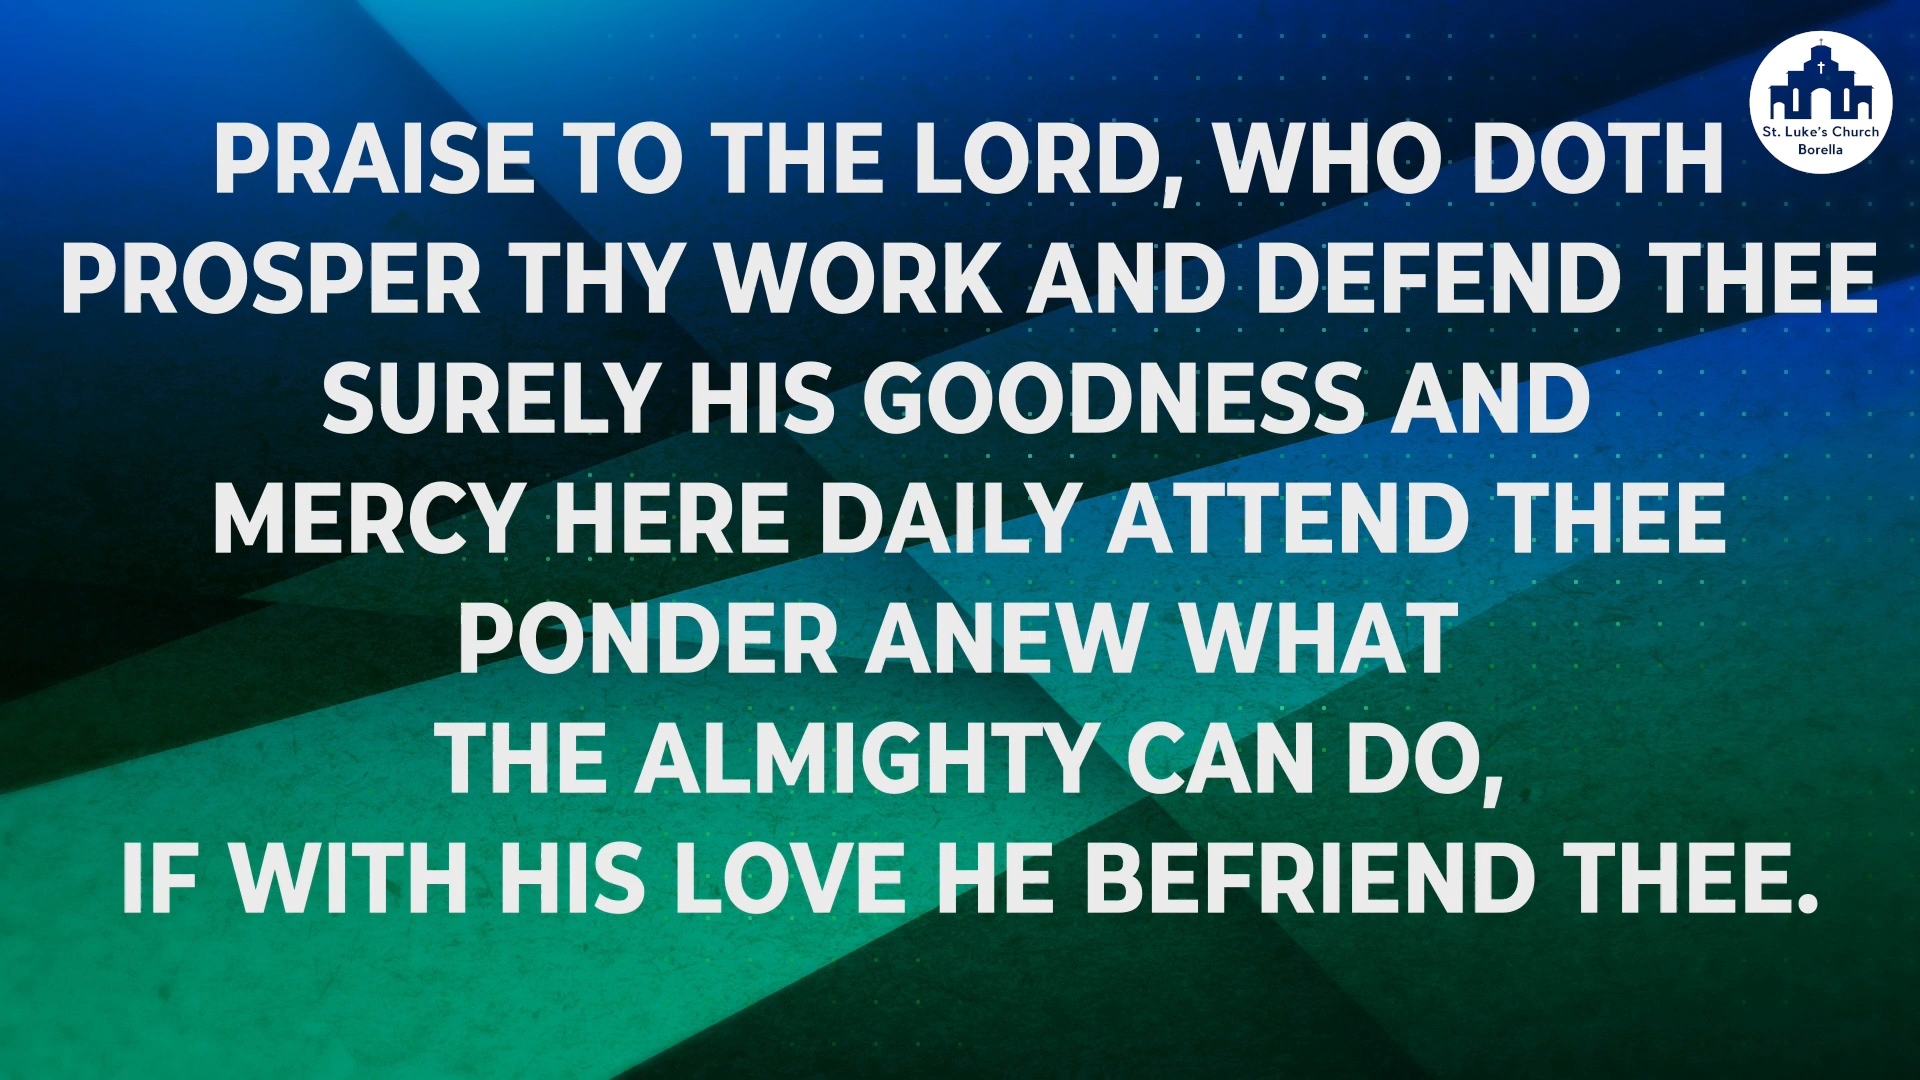 St. Luke's Church
Borella
PRAISE TO THE LORD, WHO DOTH
PROSPER THY WORK AND DEFEND THEE
SURELY HIS GOODNESS AND
MERCY HERE DAILY ATTEND THEE
PONDER ANEW WHAT
THE ALMIGHTY CAN DO,
IF WITH HIS LOVE HE BEFRIEND THEE.